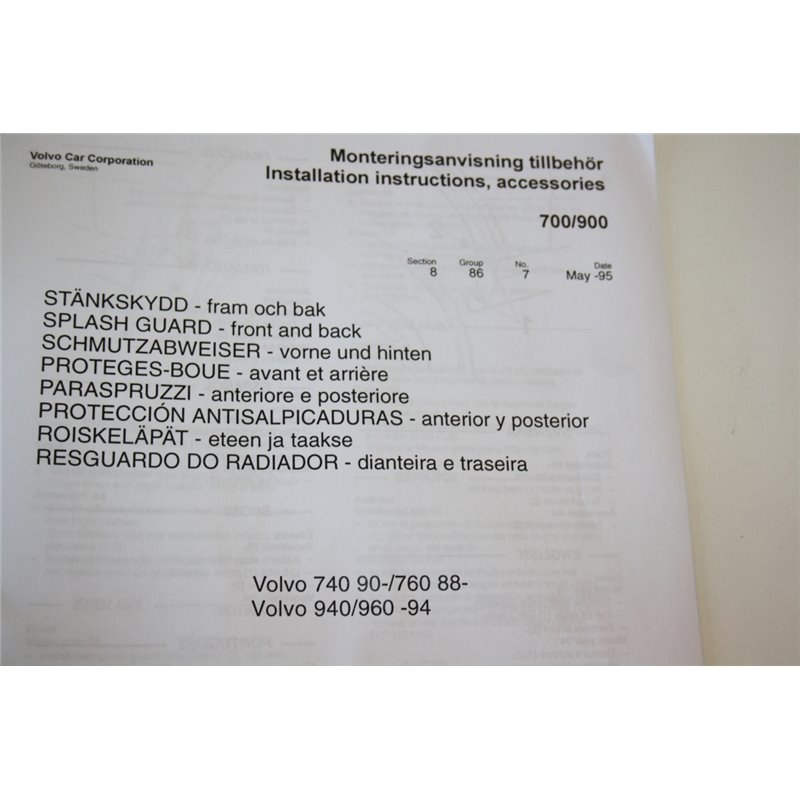 Volvo Car Corporation
Göteborg, Sweden
Monteringsanvisning tillbehör
Installation instructions, accessories
700/900
Section Group No. Date
8 86 7 May -95
STÄNKSKYDD - fram och bak
SPLASH GUARD - front and back
SCHMUTZABWEISER - vorne und hinten
PROTEGES-BOUE - avant et arrière
PARASPRUZZI - anteriore e posteriore
PROTECCIÓN ANTISALPICADURAS - anterior y posterior
ROISKELÄPÄT - eteen ja taakse
RESGUARDO DO RADIADOR - dianteira e traseira
Volvo 740 90-/760 88-
Volvo 940/960 -94